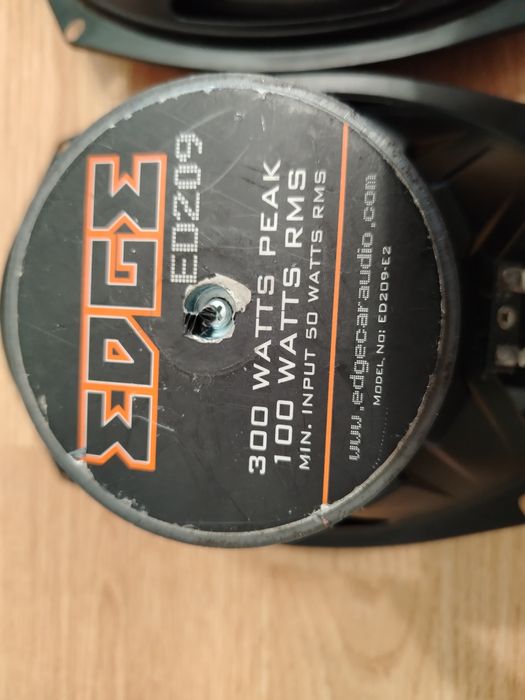 EDGE
ED209
300 WATTS PEAK
100 WATTS RMS
MIN. INPUT 50 WATTS RMS
www.edgecaraudio.com
MODEL NO: ED209-E2